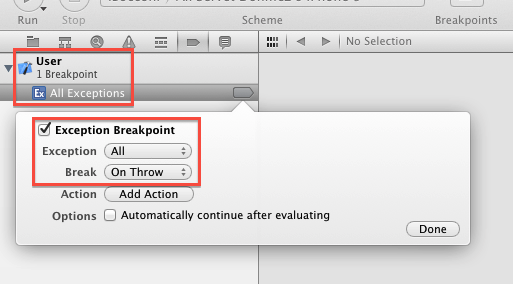 Run Stop Scheme Breakpoints
No Selection
User
1 Breakpoint
Ex All Exceptions
Exception Breakpoint
Exception All
Break On Throw
Action Add Action
Options Automatically continue after evaluating
Done